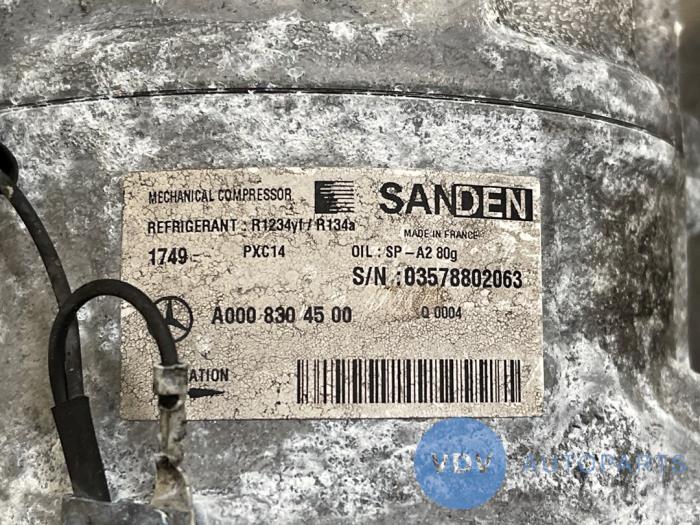 MECHANICAL COMPRESSOR
SANDEN
REFRIGERANT : R1234yf / R134a
MADE IN FRANCE
1749
PXC14
OIL : SP-A2 80g
S/N : 03578802063
A000 830 45 00
Q 0004
ATION
VDV AUTOPARTS